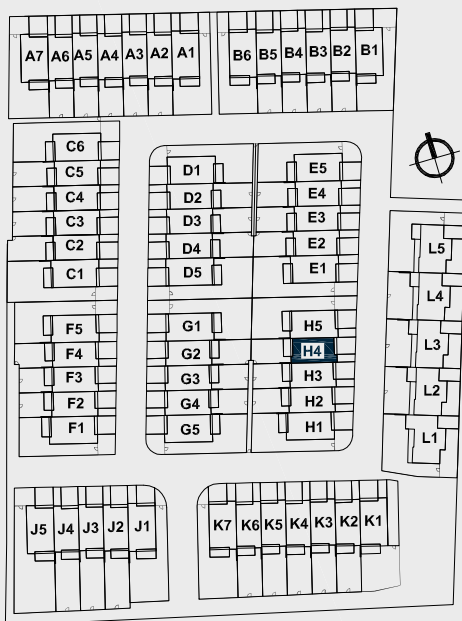 A7 A6 A5 A4 A3 A2 A1
B6 B5 B4 B3 B2 B1
C6
C5
C4
C3
C2
C1
D1
D2
D3
D4
D5
E5
E4
E3
E2
E1
F5
F4
F3
F2
F1
G1
G2
G3
G4
G5
H5
H4
H3
H2
H1
L5
L4
L3
L2
L1
J5 J4 J3 J2 J1
K7 K6 K5 K4 K3 K2 K1